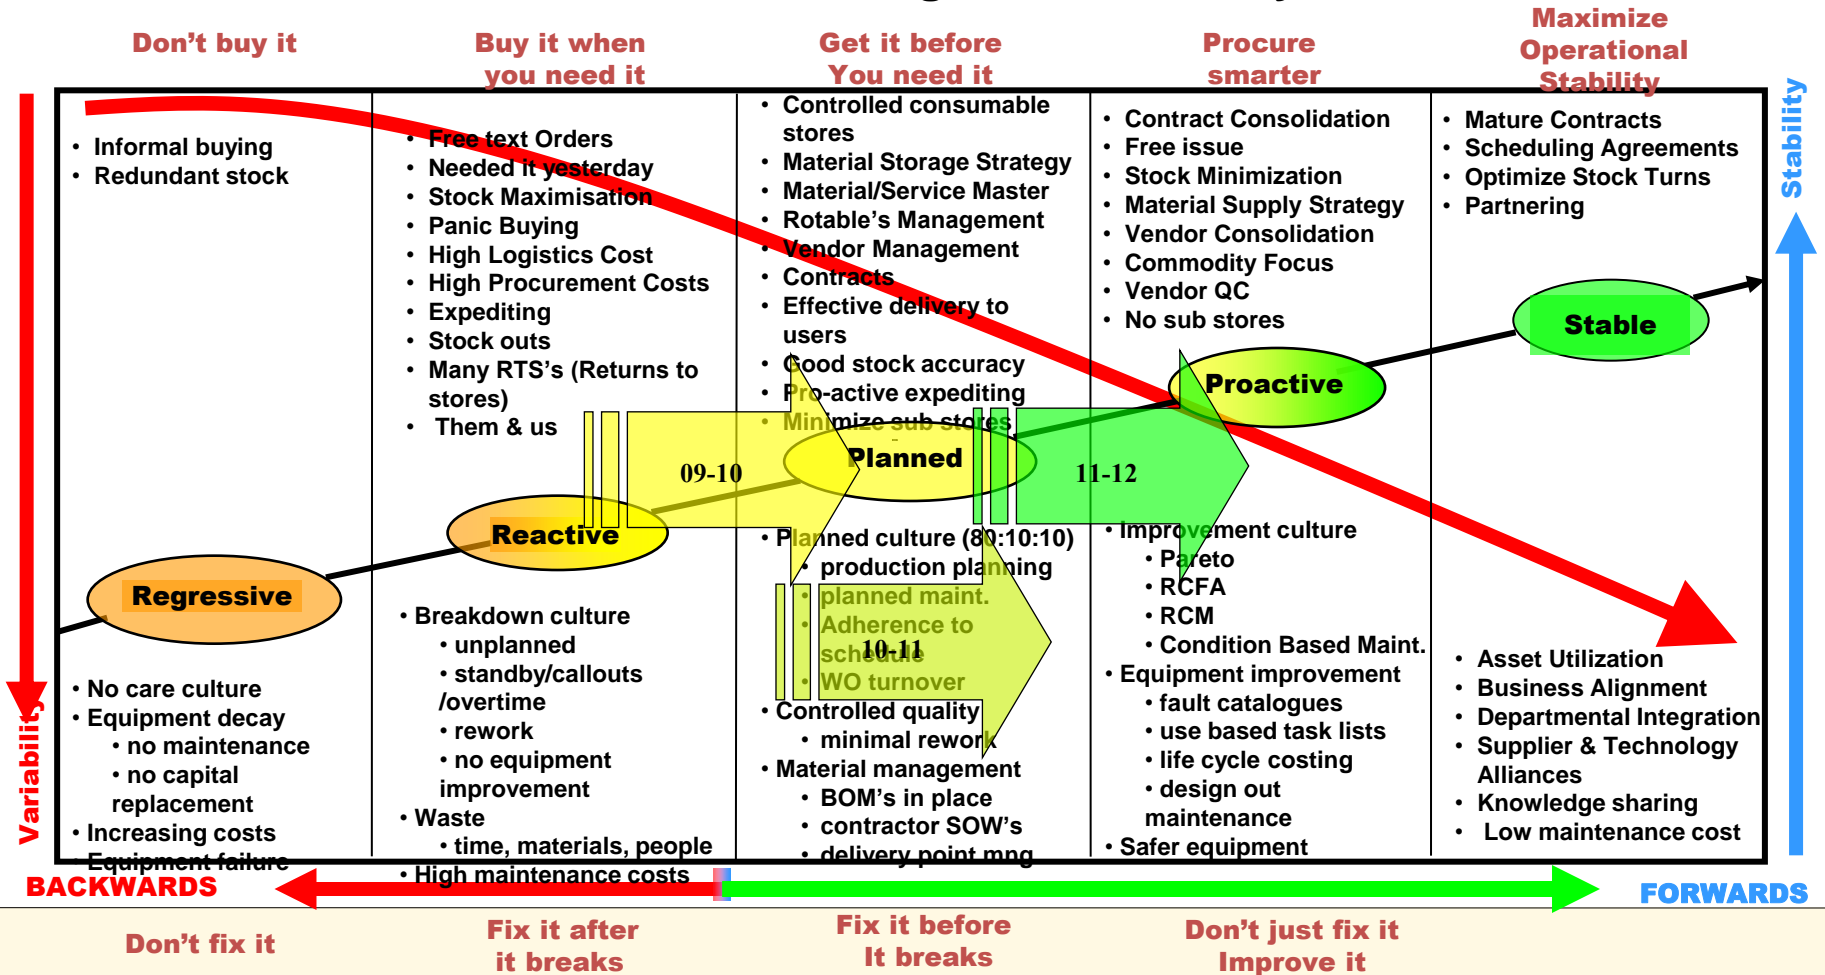 Don't buy it
Buy it when
you need it
Get it before
You need it
Procure
smarter
Maximize
Operational
Stability
Variability
Stability
• Informal buying
• Redundant stock
• Free text Orders
• Needed it yesterday
• Stock Maximisation
• Panic Buying
• High Logistics Cost
• High Procurement Costs
• Expediting
• Stock outs
• Many RTS's (Returns to
stores)
• Them & us
• Controlled consumable
stores
• Material Storage Strategy
• Material/Service Master
• Rotable's Management
• Vendor Management
• Contracts
• Effective delivery to
users
• Good stock accuracy
• Pro-active expediting
• Minimize sub stores
• Contract Consolidation
• Free issue
• Stock Minimization
• Material Supply Strategy
• Vendor Consolidation
• Commodity Focus
• Vendor QC
• No sub stores
• Mature Contracts
• Scheduling Agreements
• Optimize Stock Turns
• Partnering
Regressive
Reactive
Planned
Proactive
Stable
09-10
10-11
11-12
• No care culture
• Equipment decay
• no maintenance
• no capital
replacement
• Increasing costs
• Equipment failure
• Breakdown culture
• unplanned
• standby/callouts
/overtime
• rework
• no equipment
improvement
• Waste
• time, materials, people
• High maintenance costs
• Planned culture (80:10:10)
• production planning
• planned maint.
• Adherence to
schedule
• WO turnover
• Controlled quality
• minimal rework
• Material management
• BOM's in place
• contractor SOW's
• delivery point mng
• Improvement culture
• Pareto
• RCFA
• RCM
• Condition Based Maint.
• Equipment improvement
• fault catalogues
• use based task lists
• life cycle costing
• design out
maintenance
• Safer equipment
• Asset Utilization
• Business Alignment
• Departmental Integration
• Supplier & Technology
Alliances
• Knowledge sharing
• Low maintenance cost
BACKWARDS
FORWARDS
Don't fix it
Fix it after
it breaks
Fix it before
It breaks
Don't just fix it
Improve it